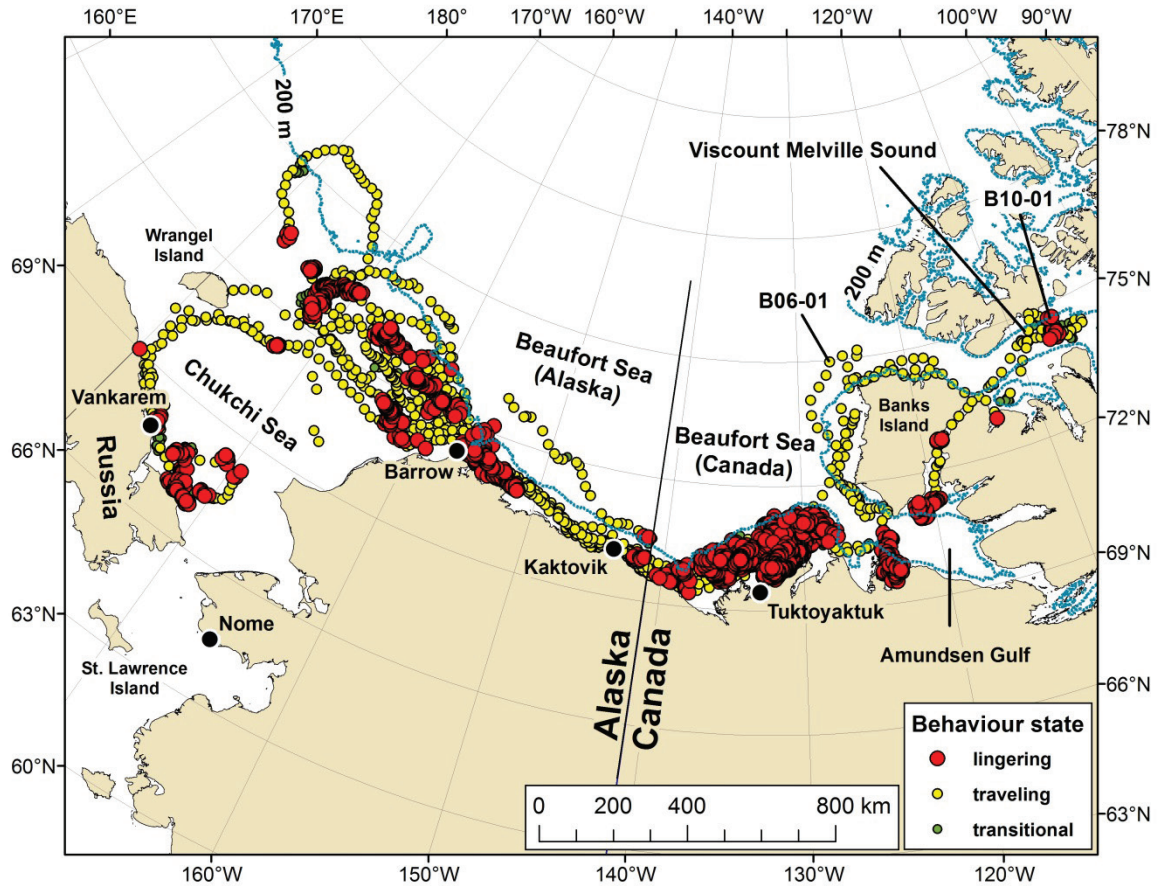 160°E
170°E
180°
170°W
160°W
140°W
120°W
100°W
90°W
200 m
78°N
Viscount Melville Sound
B10-01
Wrangel
Island
69°N
75°N
200 m
B06-01
Beaufort Sea
(Alaska)
Chukchi Sea
Vankarem
Banks
Island
72°N
Beaufort Sea
(Canada)
66°N
Russia
Barrow
Kaktovik
69°N
Tuktoyaktuk
63°N
Nome
Amundsen Gulf
St. Lawrence
Island
66°N
Alaska
Canada
60°N
Behaviour state
lingering
traveling
transitional
0 200 400 800 km
63°N
160°W
150°W
140°W
130°W
120°W